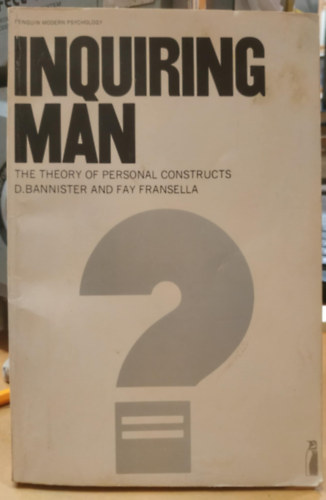 PENGUIN MODERN PSYCHOLOGY
INQUIRING
MAN
THE THEORY OF PERSONAL CONSTRUCTS
D.BANNISTER AND FAY FRANSELLA
?